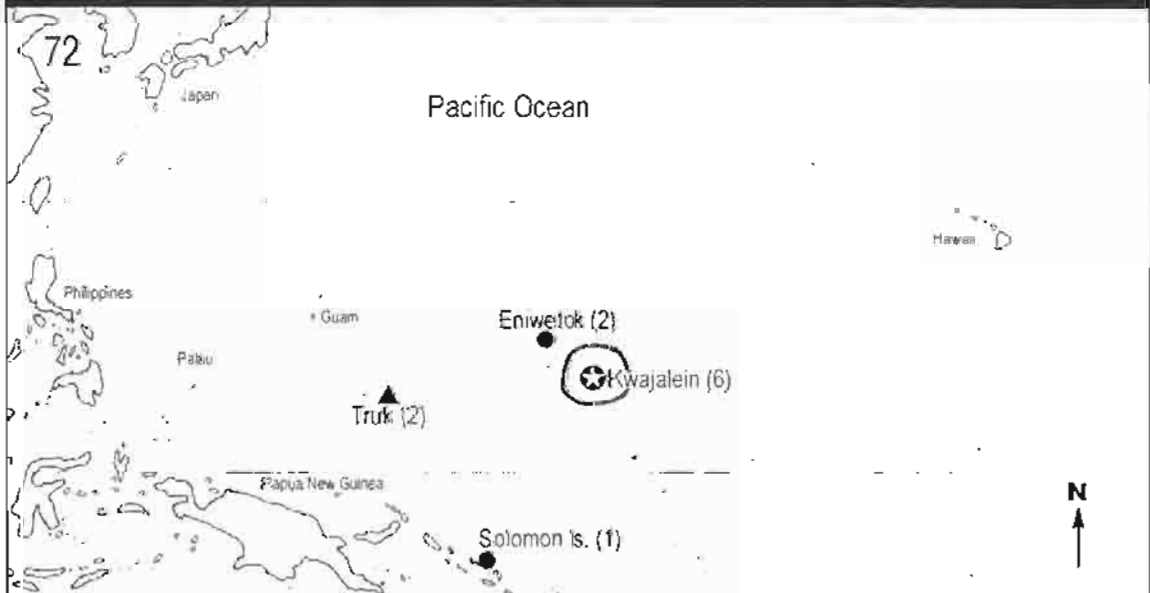 72
Japan
Pacific Ocean
Hawaii
Philippines
Guam
Eniwetok (2)
Palau
Kwajalein (6)
Truk (2)
Papua New Guinea
N
Solomon Is. (1)